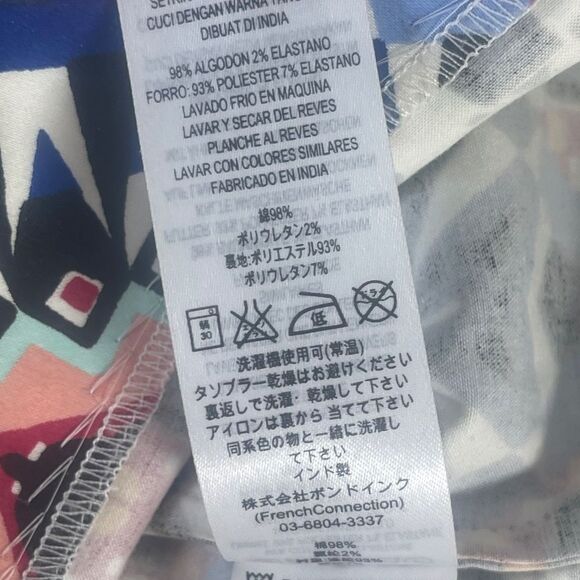 CUCI DENGAN WARNA
DIBUAT DI INDIA
98% ALGODON 2% ELASTANO
FORRO: 93% POLIESTER 7% ELASTANO
LAVADO FRIO EN MAQUINA
LAVAR Y SECAR DEL REVES
PLANCHE AL REVES
LAVAR CON COLORES SIMILARES
FABRICADO EN INDIA
綿98%
ポリウレタン2%
裏地:ポリエステル93%
ポリウレタン7%
弱
30
低
洗濯機使用可(常温)
タンブラー乾燥はお避けください
裏返しで洗濯・乾燥して下さい
アイロンは裏から 当てて下さい
同系色の物と一緒に洗濯し
て下さい
インド製
株式会社ボンドインク
(FrenchConnection)
03-6804-3337
棉98%